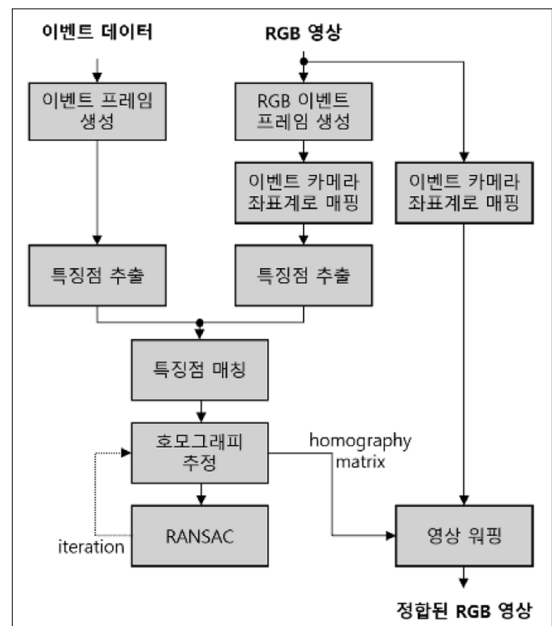 이벤트 데이터
RGB 영상
이벤트 프레임
생성
RGB 이벤트
프레임 생성
이벤트 카메라
좌표계로 매핑
이벤트 카메라
좌표계로 매핑
특징점 추출
특징점 추출
특징점 매칭
호모그래피
추정
homography
matrix
iteration
RANSAC
영상 워핑
정합된 RGB 영상